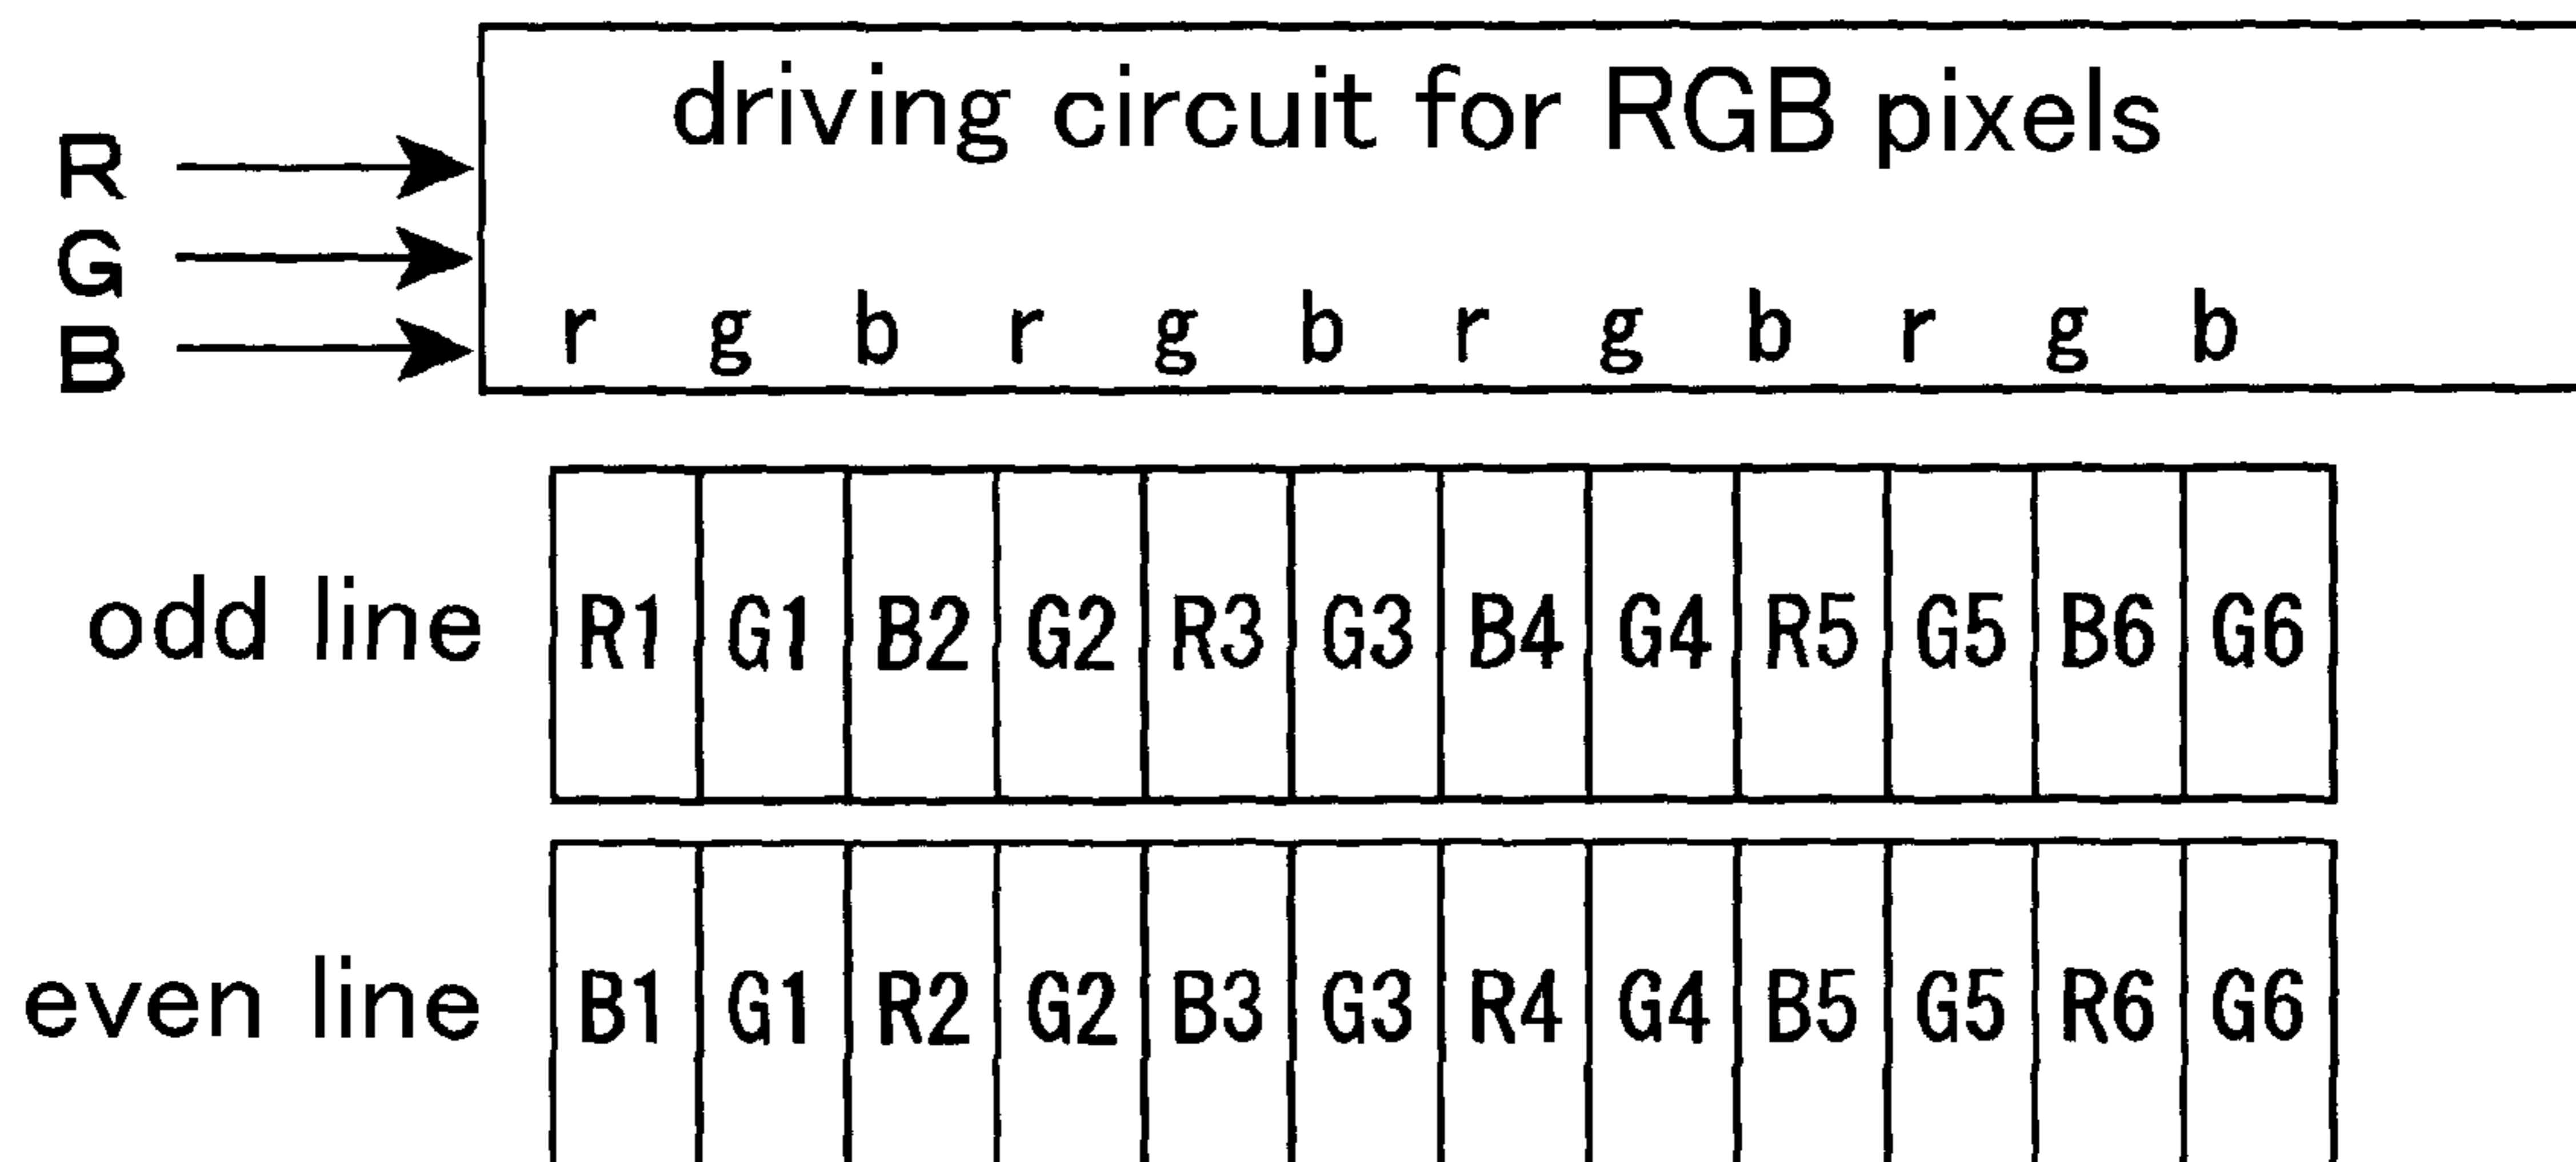 driving circuit for RGB pixels
R
G
B
r g b r g b r g b r g b
odd line R1 G1 B2 G2 R3 G3 B4 G4 R5 G5 B6 G6
even line B1 G1 R2 G2 B3 G3 R4 G4 B5 G5 R6 G6